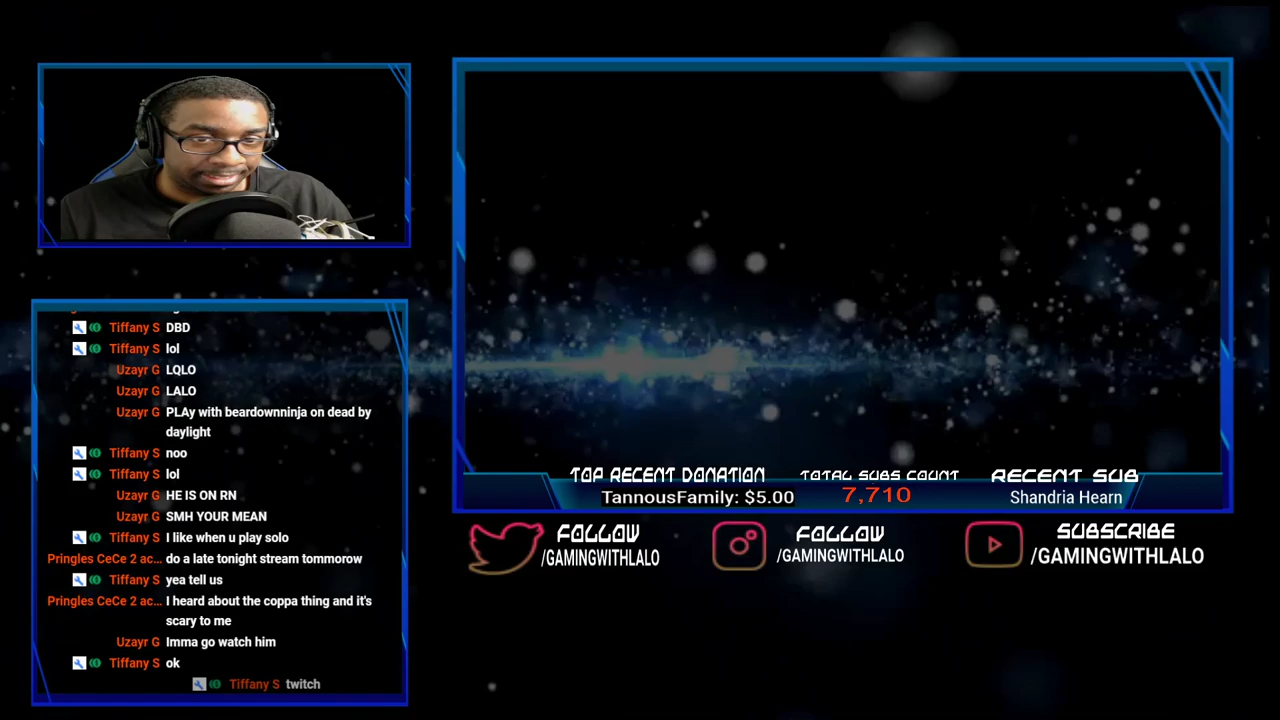 Tiffany S DBD
Tiffany S lol
Uzayr G LQLO
Uzayr G LALO
Uzayr G PLAy with beardownninja on dead by
daylight
Tiffany S noo
Tiffany S lol
Uzayr G HE IS ON RN
Uzayr G SMH YOUR MEAN
Tiffany S I like when u play solo
Pringles CeCe 2 ac... do a late tonight stream tommorow
Tiffany S yea tell us
Pringles CeCe 2 ac... I heard about the coppa thing and it's
scary to me
Uzayr G Imma go watch him
Tiffany S ok
Tiffany S twitch
TOP RECENT DONATION
TannousFamily: $5.00
TOTAL SUBS COUNT
7,710
RECENT SUB
Shandria Hearn
FOLLOW
/GAMINGWITHLALO
FOLLOW
/GAMINGWITHLALO
SUBSCRIBE
/GAMINGWITHLALO